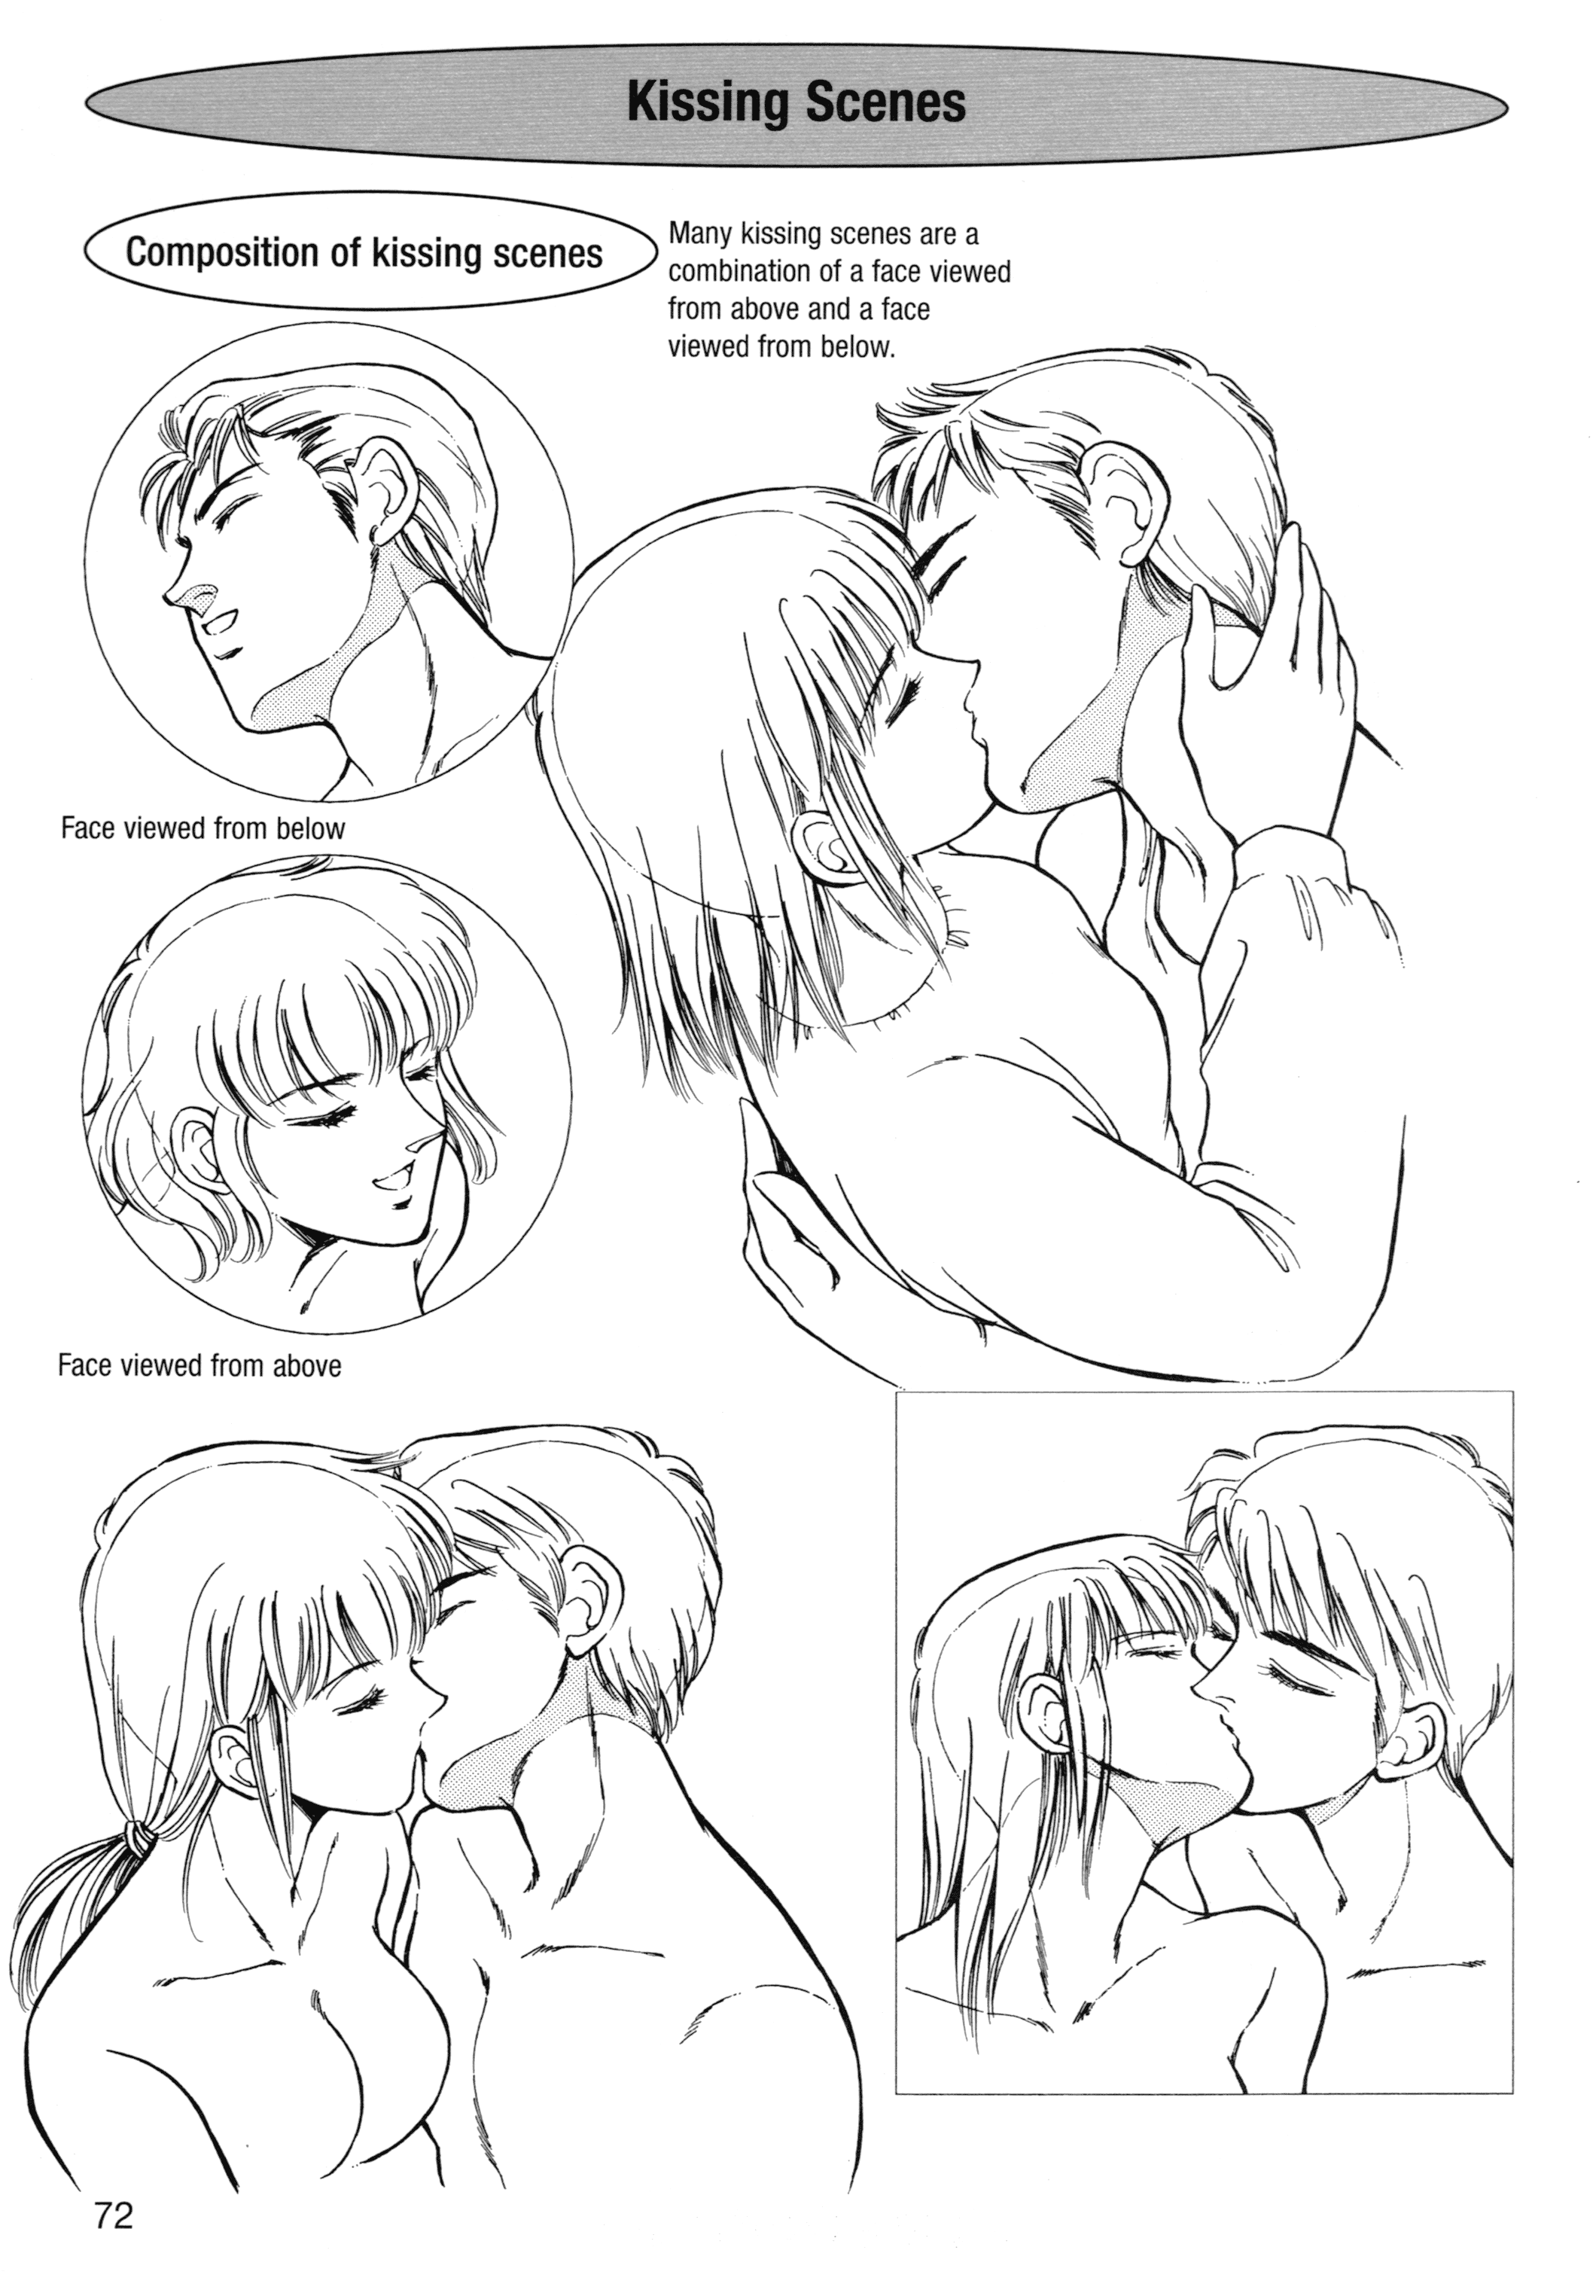 Kissing Scenes
Composition of kissing scenes
Many kissing scenes are a
combination of a face viewed
from above and a face
viewed from below.
Face viewed from below
Face viewed from above
72